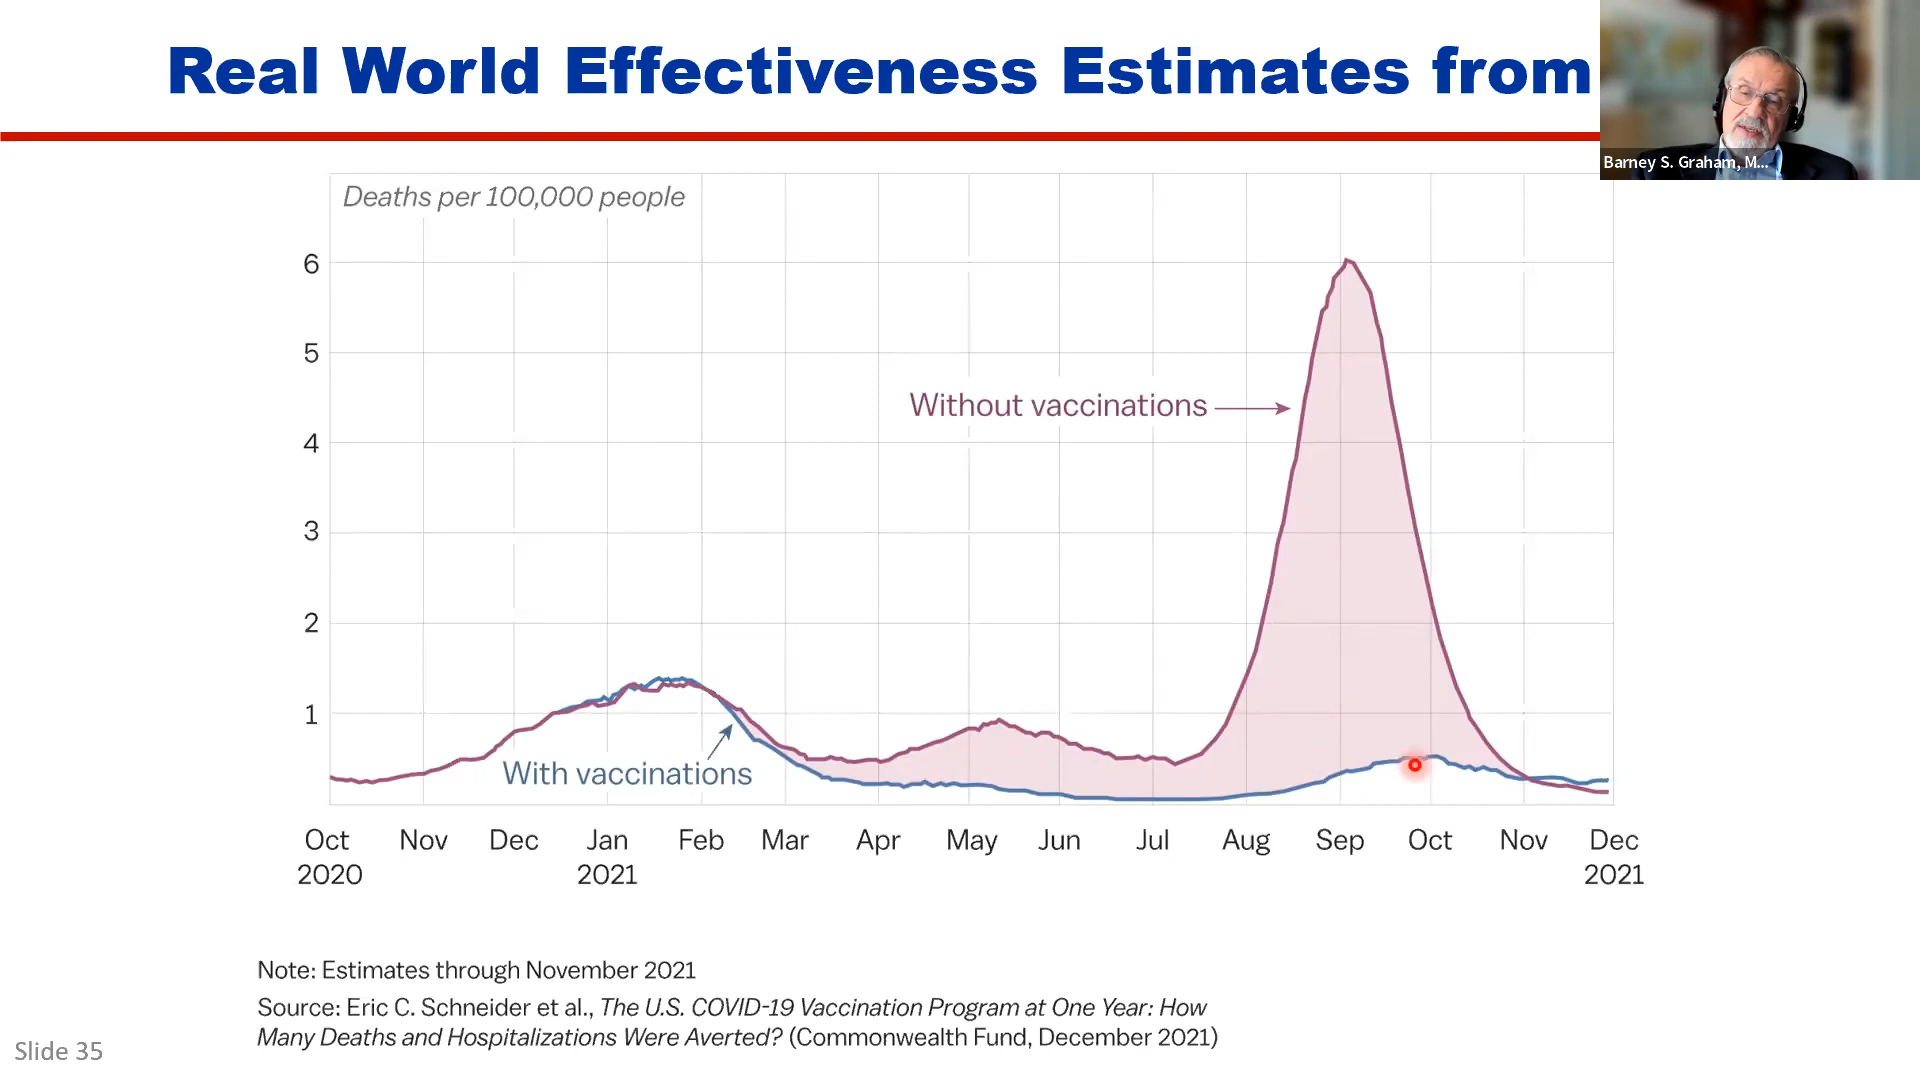 Real World Effectiveness Estimates from
Barney S. Graham, M...
Deaths per 100,000 people
6
5
4
3
2
1
Without vaccinations
With vaccinations
Oct Nov Dec Jan Feb Mar Apr May Jun Jul Aug Sep Oct Nov Dec
2020 2021 2021
Note: Estimates through November 2021
Source: Eric C. Schneider et al., The U.S. COVID-19 Vaccination Program at One Year: How
Many Deaths and Hospitalizations Were Averted? (Commonwealth Fund, December 2021)
Slide 35